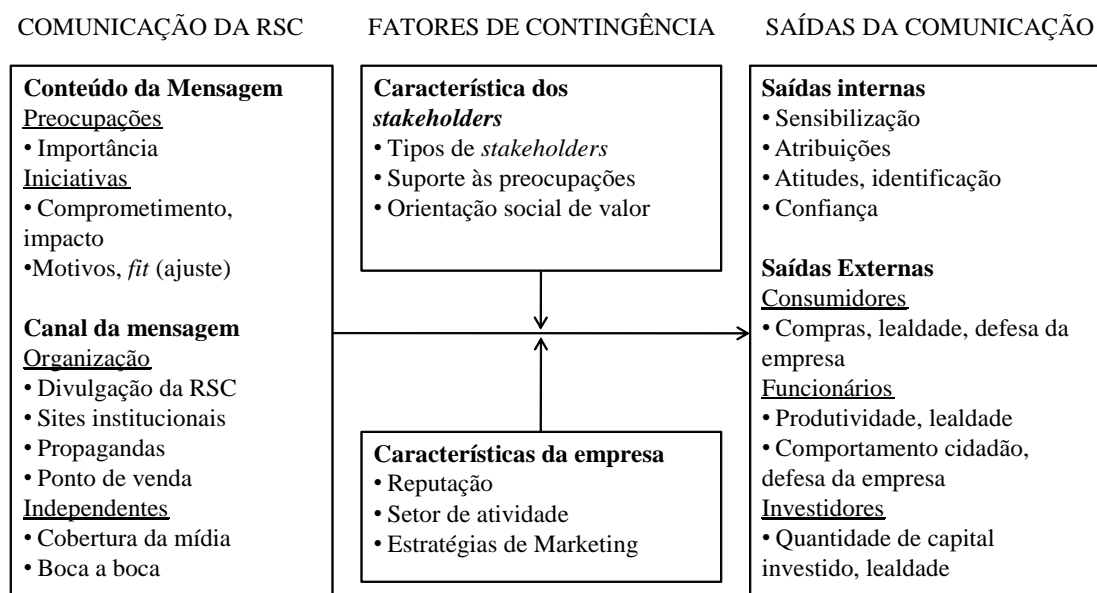 COMUNICAÇÃO DA RSC
Conteúdo da Mensagem
Preocupações
• Importância
Iniciativas
• Comprometimento,
impacto
•Motivos, fit (ajuste)
Canal da mensagem
Organização
• Divulgação da RSC
• Sites institucionais
• Propagandas
• Ponto de venda
Independentes
• Cobertura da mídia
• Boca a boca
FATORES DE CONTINGÊNCIA
Característica dos
stakeholders
• Tipos de stakeholders
• Suporte às preocupações
• Orientação social de valor
Características da empresa
• Reputação
• Setor de atividade
• Estratégias de Marketing
SAÍDAS DA COMUNICAÇÃO
Saídas internas
• Sensibilização
• Atribuições
• Atitudes, identificação
• Confiança
Saídas Externas
Consumidores
• Compras, lealdade, defesa da
empresa
Funcionários
• Produtividade, lealdade
• Comportamento cidadão,
defesa da empresa
Investidores
• Quantidade de capital
investido, lealdade